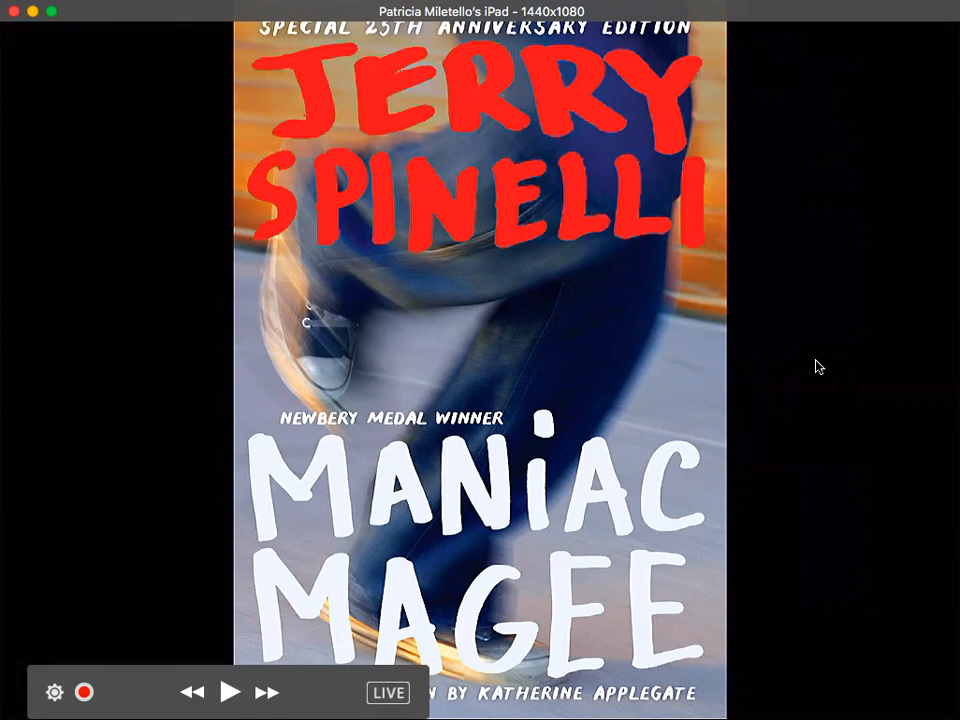 Patricia Miletello's iPad - 1440x1080
SPECIAL 25TH ANNIVERSARY EDITION
JERRY
SPINELLI
NEWBERY MEDAL WINNER
MANIAC
MAGEE
BY KATHERINE APPLEGATE
LIVE